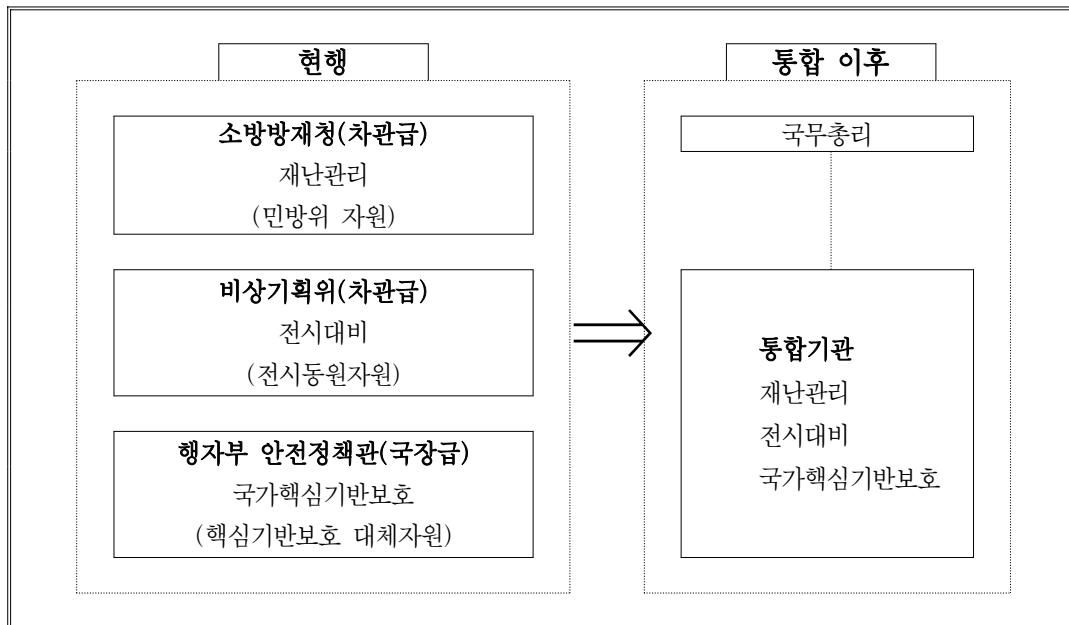 현행
소방방재청(차관급)
재난관리
(민방위 자원)
비상기획위(차관급)
전시대비
(전시동원자원)
행자부 안전정책관(국장급)
국가핵심기반보호
(핵심기반보호 대체자원)
통합 이후
국무총리
통합기관
재난관리
전시대비
국가핵심기반보호